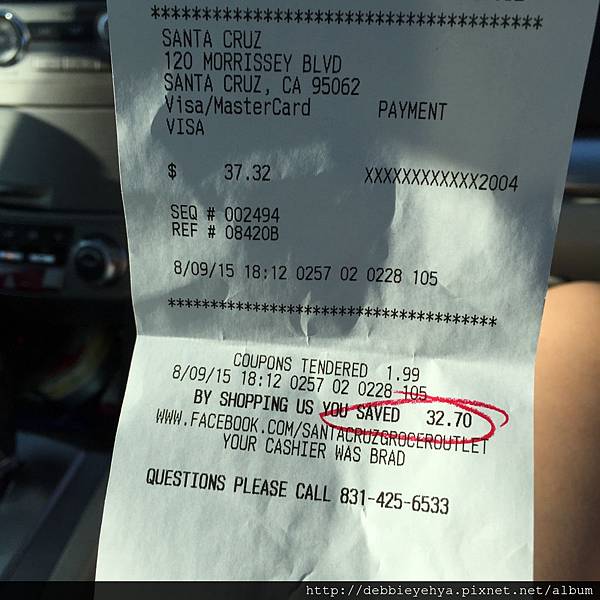 **************************************
SANTA CRUZ
120 MORRISSEY BLVD
SANTA CRUZ, CA 95062
Visa/MasterCard PAYMENT
VISA
$ 37.32 XXXXXXXXXXXX2004
SEQ # 002494
REF # 08420B
8/09/15 18:12 0257 02 0228 105
**************************************
COUPONS TENDERED 1.99
8/09/15 18:12 0257 02 0228 105
BY SHOPPING US YOU SAVED 32.70
WWW.FACEBOOK.COM/SANTACRUZGROCEROUTLET
YOUR CASHIER WAS BRAD
QUESTIONS PLEASE CALL 831-425-6533
http://debbieyehya.pixnet.net/album